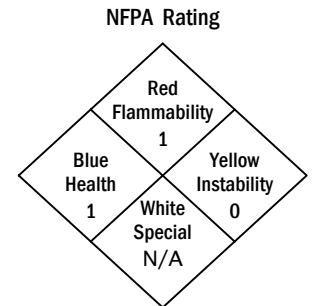 NFPA Rating
Red
Flammability
1
Blue
Health
1
Yellow
Instability
0
White
Special
N/A